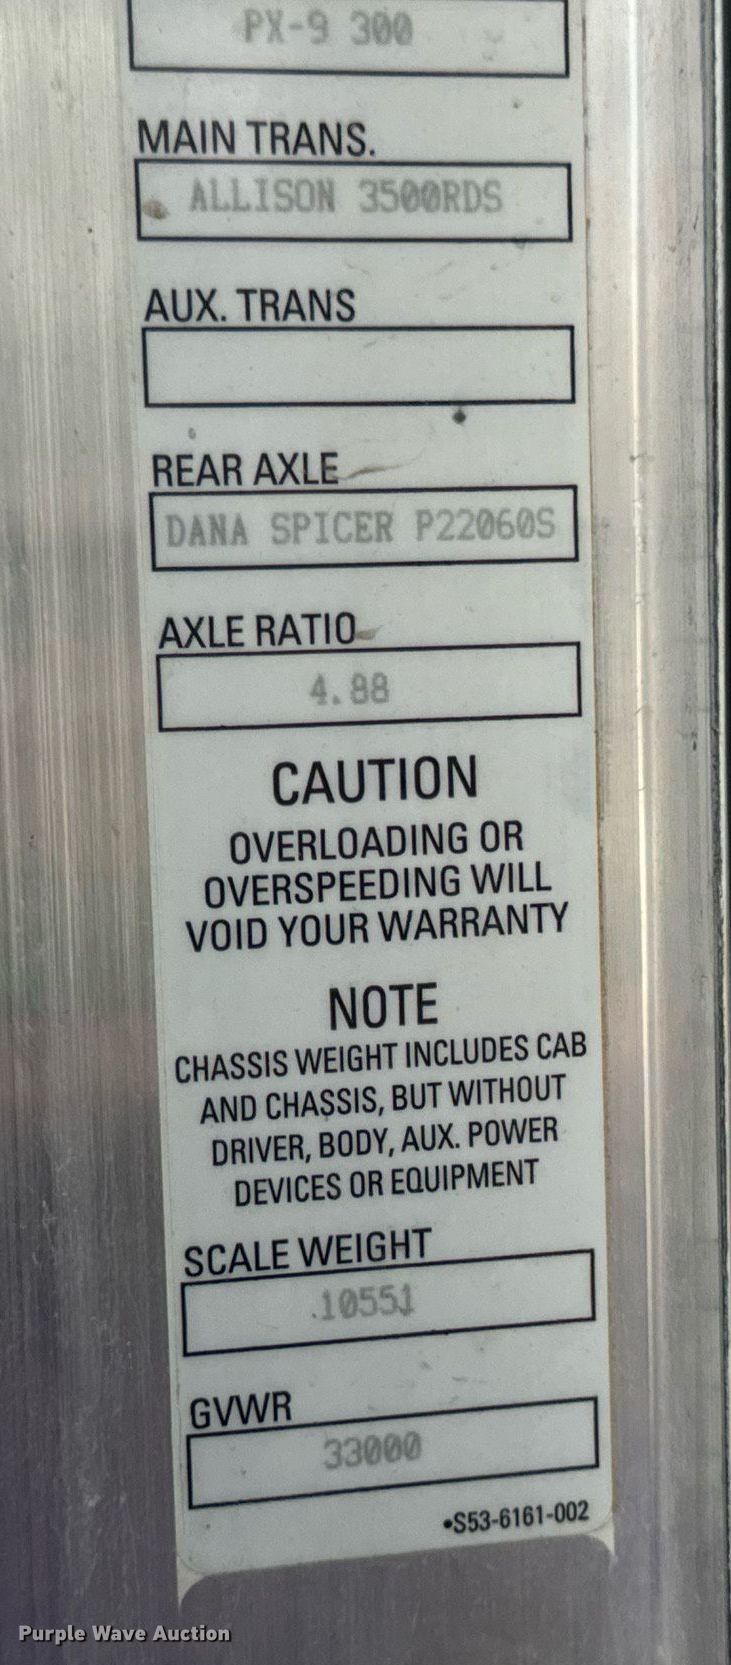 PX-9 300
MAIN TRANS.
ALLISON 3500RDS
AUX. TRANS
REAR AXLE
DANA SPICER P22060S
AXLE RATIO
4.88
CAUTION
OVERLOADING OR
OVERSPEEDING WILL
VOID YOUR WARRANTY
NOTE
CHASSIS WEIGHT INCLUDES CAB
AND CHASSIS, BUT WITHOUT
DRIVER, BODY, AUX. POWER
DEVICES OR EQUIPMENT
SCALE WEIGHT
10551
GVWR
33000
•S53-6161-002
Purple Wave Auction